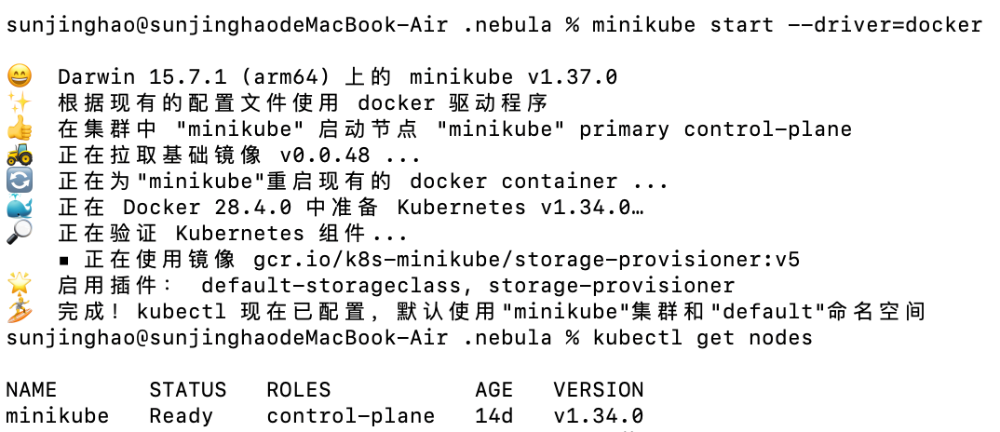 sunjinghao@sunjinghaodeMacBook-Air .nebula % minikube start --driver=docker
😄 Darwin 15.7.1 (arm64) 上的 minikube v1.37.0
✨ 根据现有的配置文件使用 docker 驱动程序
👍 在集群中 "minikube" 启动节点 "minikube" primary control-plane
🚜 正在拉取基础镜像 v0.0.48 ...
🔄 正在为"minikube"重启现有的 docker container ...
🐳 正在 Docker 28.4.0 中准备 Kubernetes v1.34.0…
🔎 正在验证 Kubernetes 组件...
▪ 正在使用镜像 gcr.io/k8s-minikube/storage-provisioner:v5
🌟 启用插件： default-storageclass, storage-provisioner
🏄 完成！kubectl 现在已配置，默认使用"minikube"集群和"default"命名空间
sunjinghao@sunjinghaodeMacBook-Air .nebula % kubectl get nodes
NAME STATUS ROLES AGE VERSION
minikube Ready control-plane 14d v1.34.0